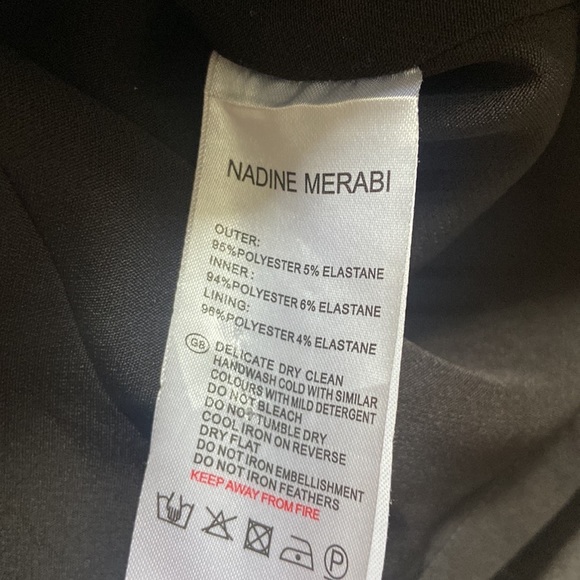 NADINE MERABI
OUTER:
95%POLYESTER 5% ELASTANE
INNER :
94%POLYESTER 6% ELASTANE
LINING:
96%POLYESTER 4% ELASTANE
GB DELICATE DRY CLEAN
HANDWASH COLD WITH SIMILAR
COLOURS WITH MILD DETERGENT
DO NOT BLEACH
DO NOT TUMBLE DRY
COOL IRON ON REVERSE
DRY FLAT
DO NOT IRON EMBELLISHMENT
DO NOT IRON FEATHERS
KEEP AWAY FROM FIRE
P